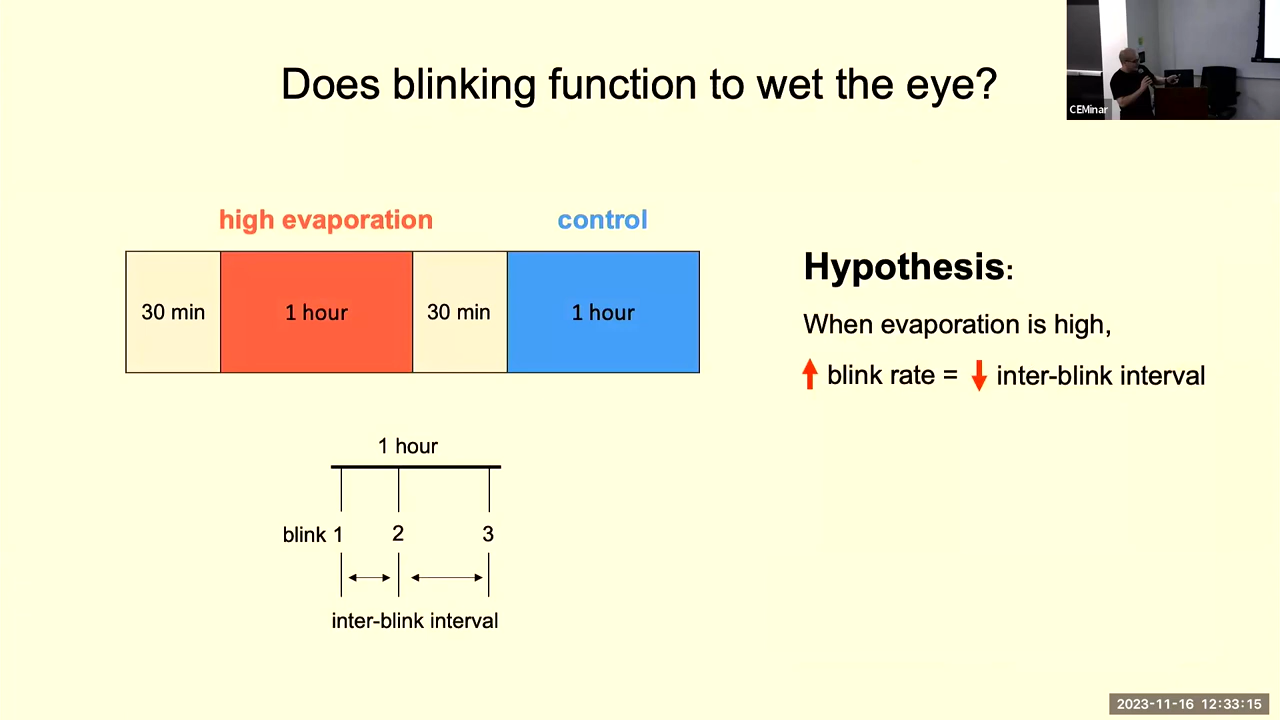 Does blinking function to wet the eye?
CEMinar
high evaporation
control
30 min
1 hour
30 min
1 hour
Hypothesis:
When evaporation is high,
blink rate = inter-blink interval
1 hour
blink 1 2 3
inter-blink interval
2023-11-16 12:33:15